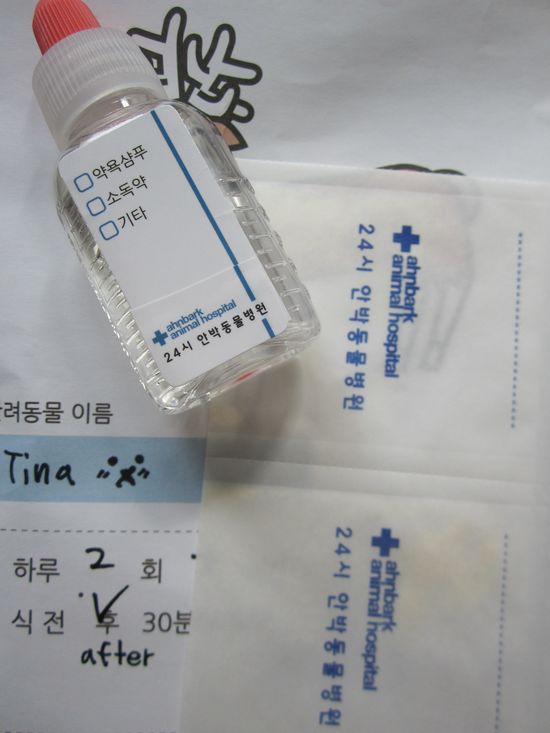 약욕샴푸
소독약
기타
ahnbark
animal hospital
24시 안박동물병원
ahnbark
animal hospital
24시 안박동물병원
려동물 이름
Tina
하루 2 회
식 전 후 30분
after
ahnbark
animal hospital
24시 안박동물병원